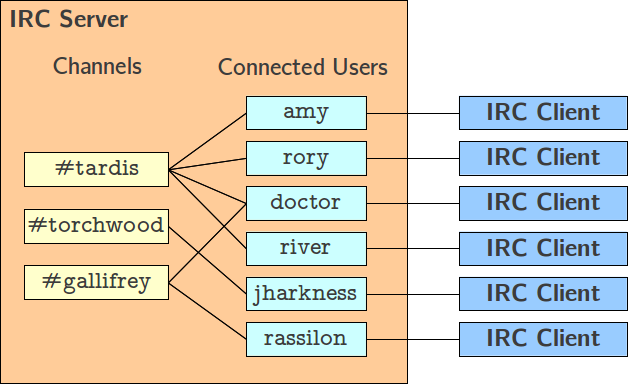 IRC Server
Channels
Connected Users
amy
IRC Client
rory
IRC Client
#tardis
doctor
IRC Client
#torchwood
river
IRC Client
#gallifrey
jharkness
IRC Client
rassilon
IRC Client